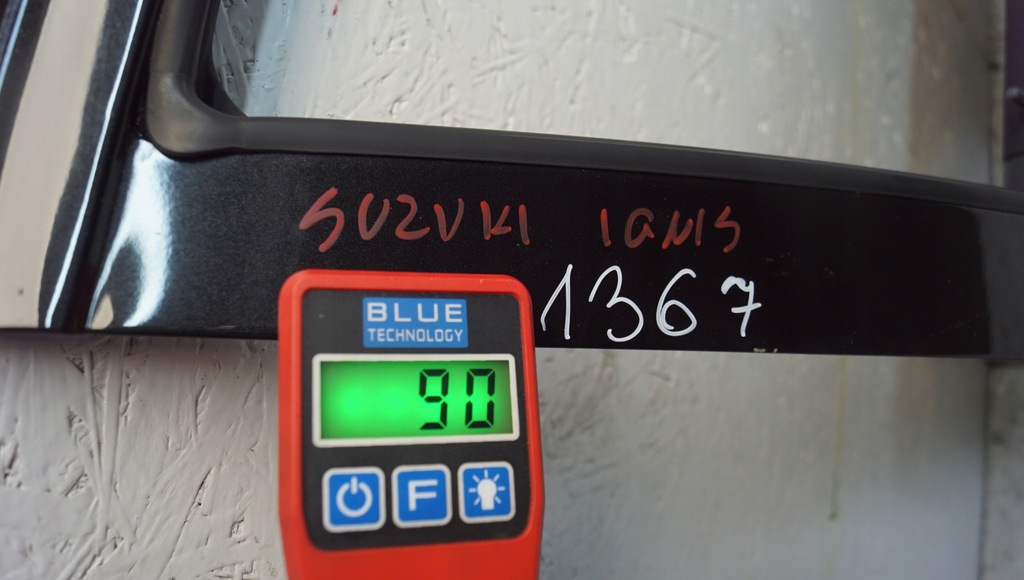 SUZUKI IGNIS
1367
BLUE
TECHNOLOGY
90
F